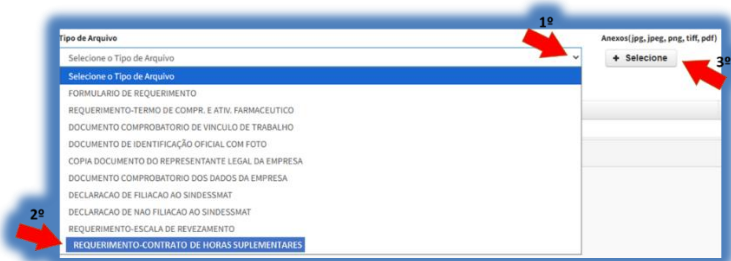 1º
Tipo de Arquivo
Anexos(jpg, jpeg, png, tiff, pdf)
Selecione o Tipo de Arquivo
+ Selecione
3º
Selecione o Tipo de Arquivo
FORMULARIO DE REQUERIMENTO
REQUERIMENTO-TERMO DE COMPR. E ATIV. FARMACEUTICO
DOCUMENTO COMPROBATORIO DE VINCULO DE TRABALHO
DOCUMENTO DE IDENTIFICAÇÃO OFICIAL COM FOTO
COPIA DOCUMENTO DO REPRESENTANTE LEGAL DA EMPRESA
DOCUMENTO COMPROBATORIO DOS DADOS DA EMPRESA
DECLARACAO DE FILIACAO AO SINDESSMAT
DECLARACAO DE NAO FILIACAO AO SINDESSMAT
2º
REQUERIMENTO-ESCALA DE REVEZAMENTO
REQUERIMENTO-CONTRATO DE HORAS SUPLEMENTARES